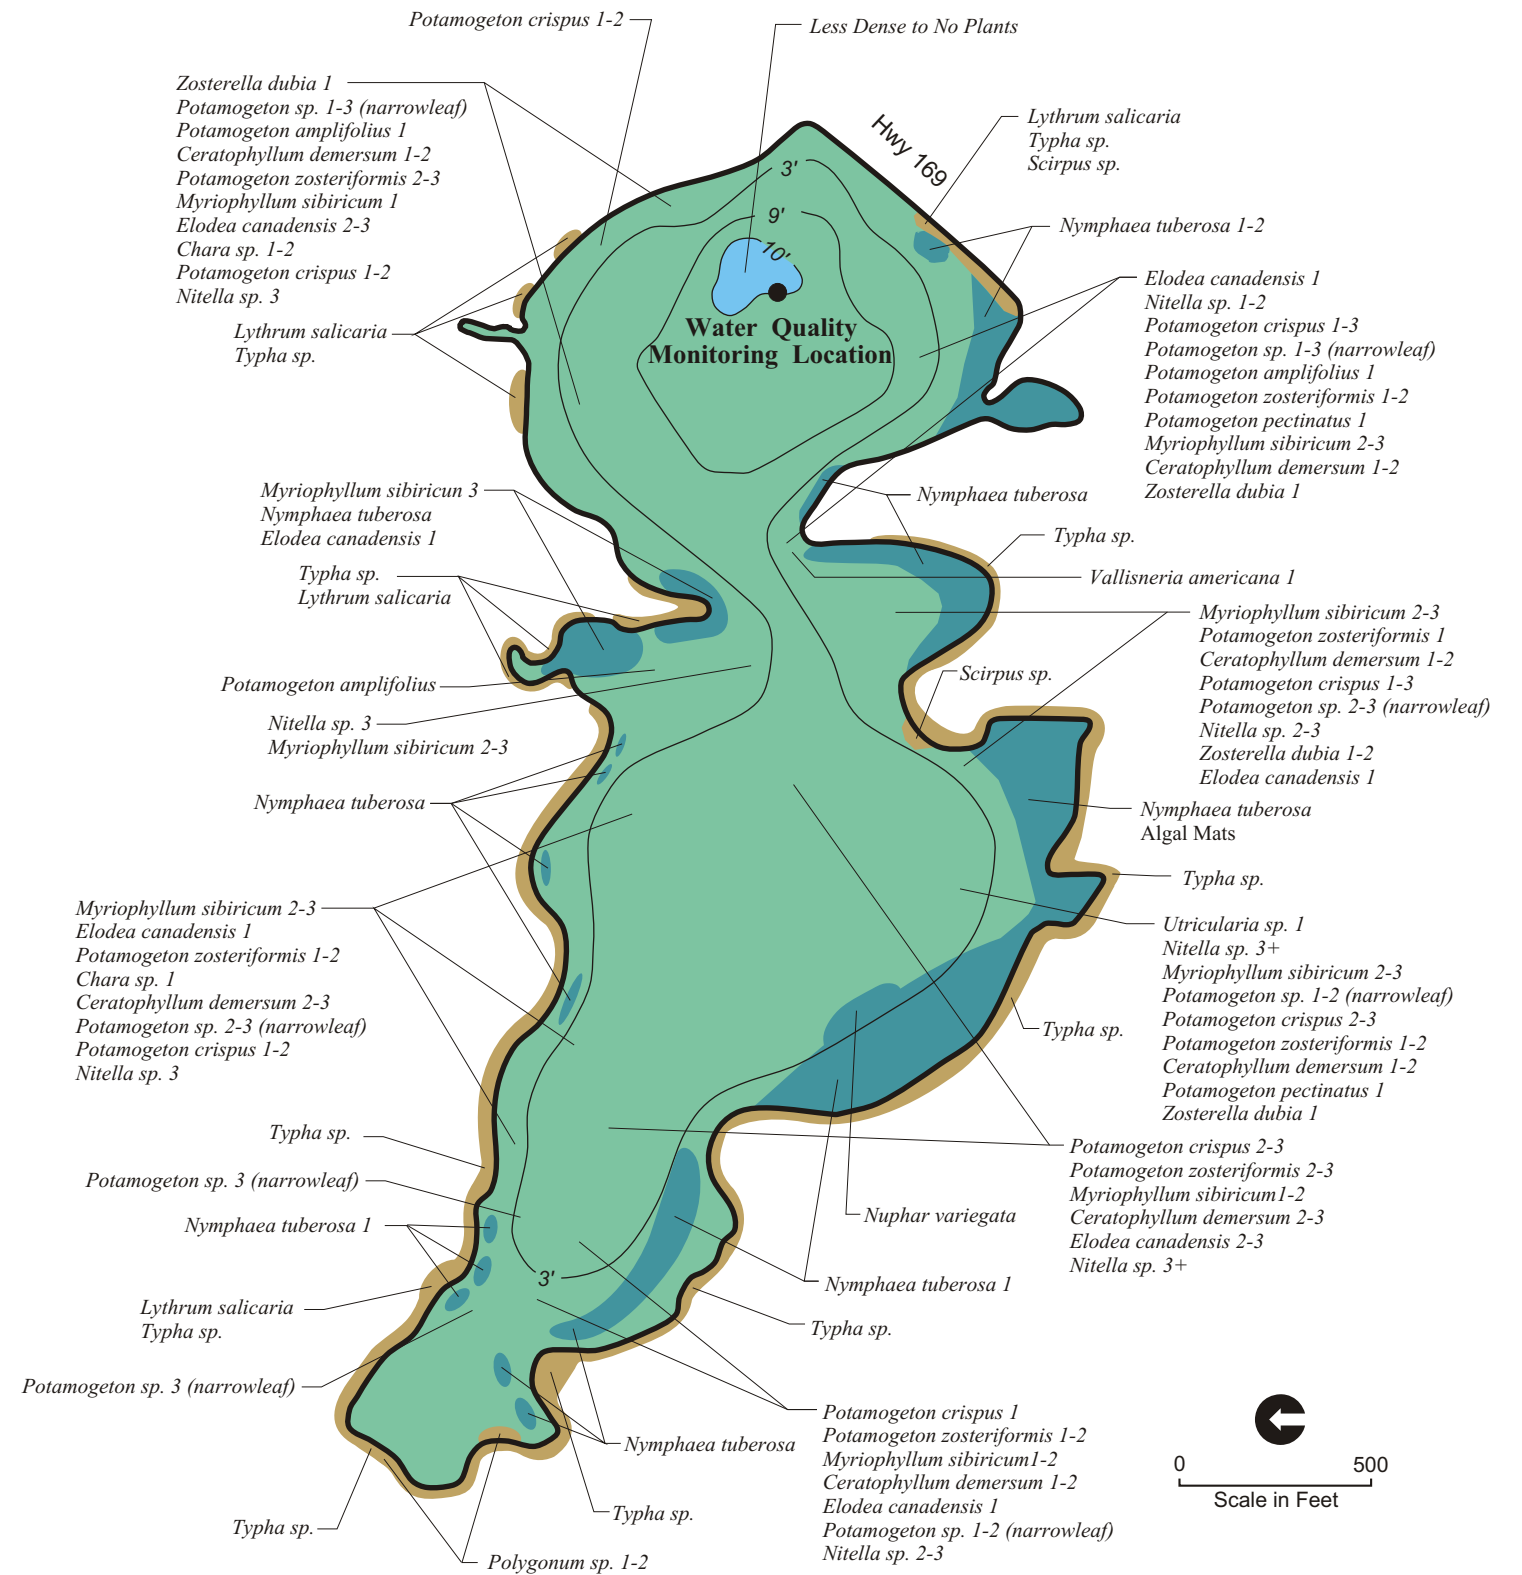 Potamogeton crispus 1-2
Less Dense to No Plants
Zosterella dubia 1
Potamogeton sp. 1-3 (narrowleaf)
Potamogeton amplifolius 1
Ceratophyllum demersum 1-2
Potamogeton zosteriformis 2-3
Myriophyllum sibiricum 1
Elodea canadensis 2-3
Chara sp. 1-2
Potamogeton crispus 1-2
Nitella sp. 3
Hwy 169
Lythrum salicaria
Typha sp.
Scirpus sp.
3'
9'
10'
Nymphaea tuberosa 1-2
Lythrum salicaria
Typha sp.
Water Quality
Monitoring Location
Elodea canadensis 1
Nitella sp. 1-2
Potamogeton crispus 1-3
Potamogeton sp. 1-3 (narrowleaf)
Potamogeton amplifolius 1
Potamogeton zosteriformis 1-2
Potamogeton pectinatus 1
Myriophyllum sibiricum 2-3
Ceratophyllum demersum 1-2
Zosterella dubia 1
Myriophyllum sibiricun 3
Nymphaea tuberosa
Elodea canadensis 1
Nymphaea tuberosa
Typha sp.
Typha sp.
Lythrum salicaria
Vallisneria americana 1
Myriophyllum sibiricum 2-3
Potamogeton zosteriformis 1
Ceratophyllum demersum 1-2
Potamogeton crispus 1-3
Potamogeton sp. 2-3 (narrowleaf)
Nitella sp. 2-3
Zosterella dubia 1-2
Elodea canadensis 1
Potamogeton amplifolius
Scirpus sp.
Nitella sp. 3
Myriophyllum sibiricum 2-3
Nymphaea tuberosa
Nymphaea tuberosa
Algal Mats
Typha sp.
Myriophyllum sibiricum 2-3
Elodea canadensis 1
Potamogeton zosteriformis 1-2
Chara sp. 1
Ceratophyllum demersum 2-3
Potamogeton sp. 2-3 (narrowleaf)
Potamogeton crispus 1-2
Nitella sp. 3
Utricularia sp. 1
Nitella sp. 3+
Myriophyllum sibiricum 2-3
Potamogeton sp. 1-2 (narrowleaf)
Potamogeton crispus 2-3
Potamogeton zosteriformis 1-2
Ceratophyllum demersum 1-2
Potamogeton pectinatus 1
Zosterella dubia 1
Typha sp.
Typha sp.
Potamogeton sp. 3 (narrowleaf)
Nymphaea tuberosa 1
Potamogeton crispus 2-3
Potamogeton zosteriformis 2-3
Myriophyllum sibiricum1-2
Ceratophyllum demersum 2-3
Elodea canadensis 2-3
Nitella sp. 3+
Nuphar variegata
3'
Nymphaea tuberosa 1
Lythrum salicaria
Typha sp.
Typha sp.
Potamogeton sp. 3 (narrowleaf)
Potamogeton crispus 1
Potamogeton zosteriformis 1-2
Myriophyllum sibiricum1-2
Ceratophyllum demersum 1-2
Elodea canadensis 1
Potamogeton sp. 1-2 (narrowleaf)
Nitella sp. 2-3
Nymphaea tuberosa
Typha sp.
Typha sp.
Polygonum sp. 1-2
0 500
Scale in Feet